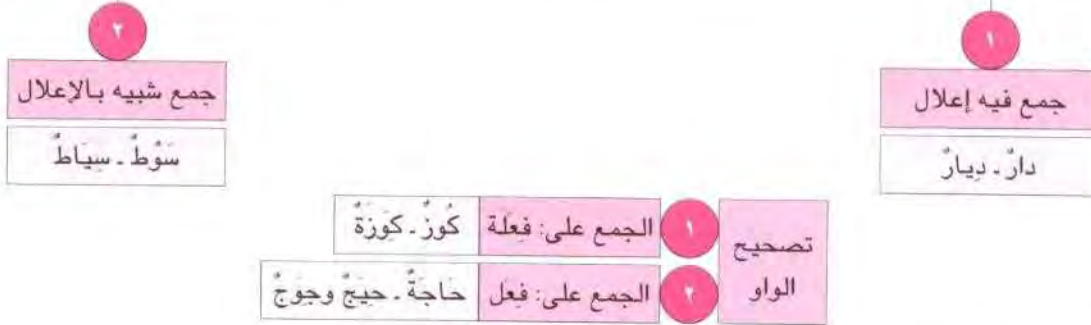 ١
جمع فيه إعلال
دارٌ ـ دِيارٌ
٢
جمع شبيه بالإعلال
سَوْطٌ ـ سِيَاطٌ
تصحيح الواو
١ الجمع على: فِعَلَة كُوزٌ ـ كِوَزَةٌ
٢ الجمع على: فِعَل حَاجَةٌ ـ حِيَجٌ وحِوَجٌ